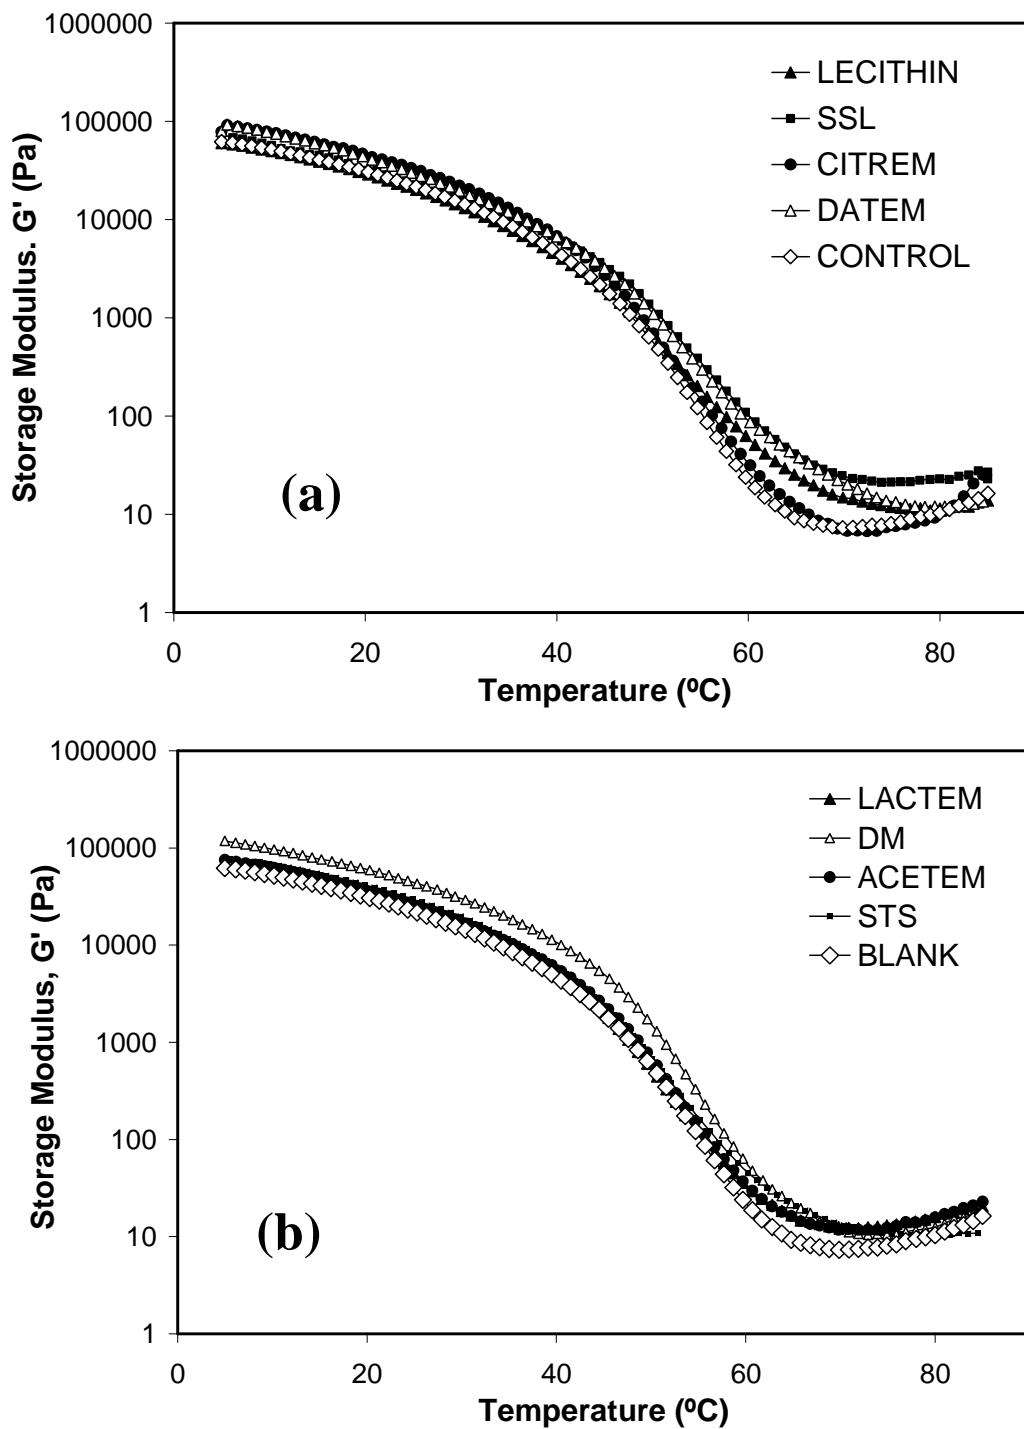 1000000
100000
10000
1000
100
10
1
Storage Modulus. G' (Pa)
LECITHIN
SSL
CITREM
DATEM
CONTROL
(a)
0 20 40 60 80
Temperature (ºC)
1000000
100000
10000
1000
100
10
1
Storage Modulus, G' (Pa)
LACTEM
DM
ACETEM
STS
BLANK
(b)
0 20 40 60 80
Temperature (ºC)